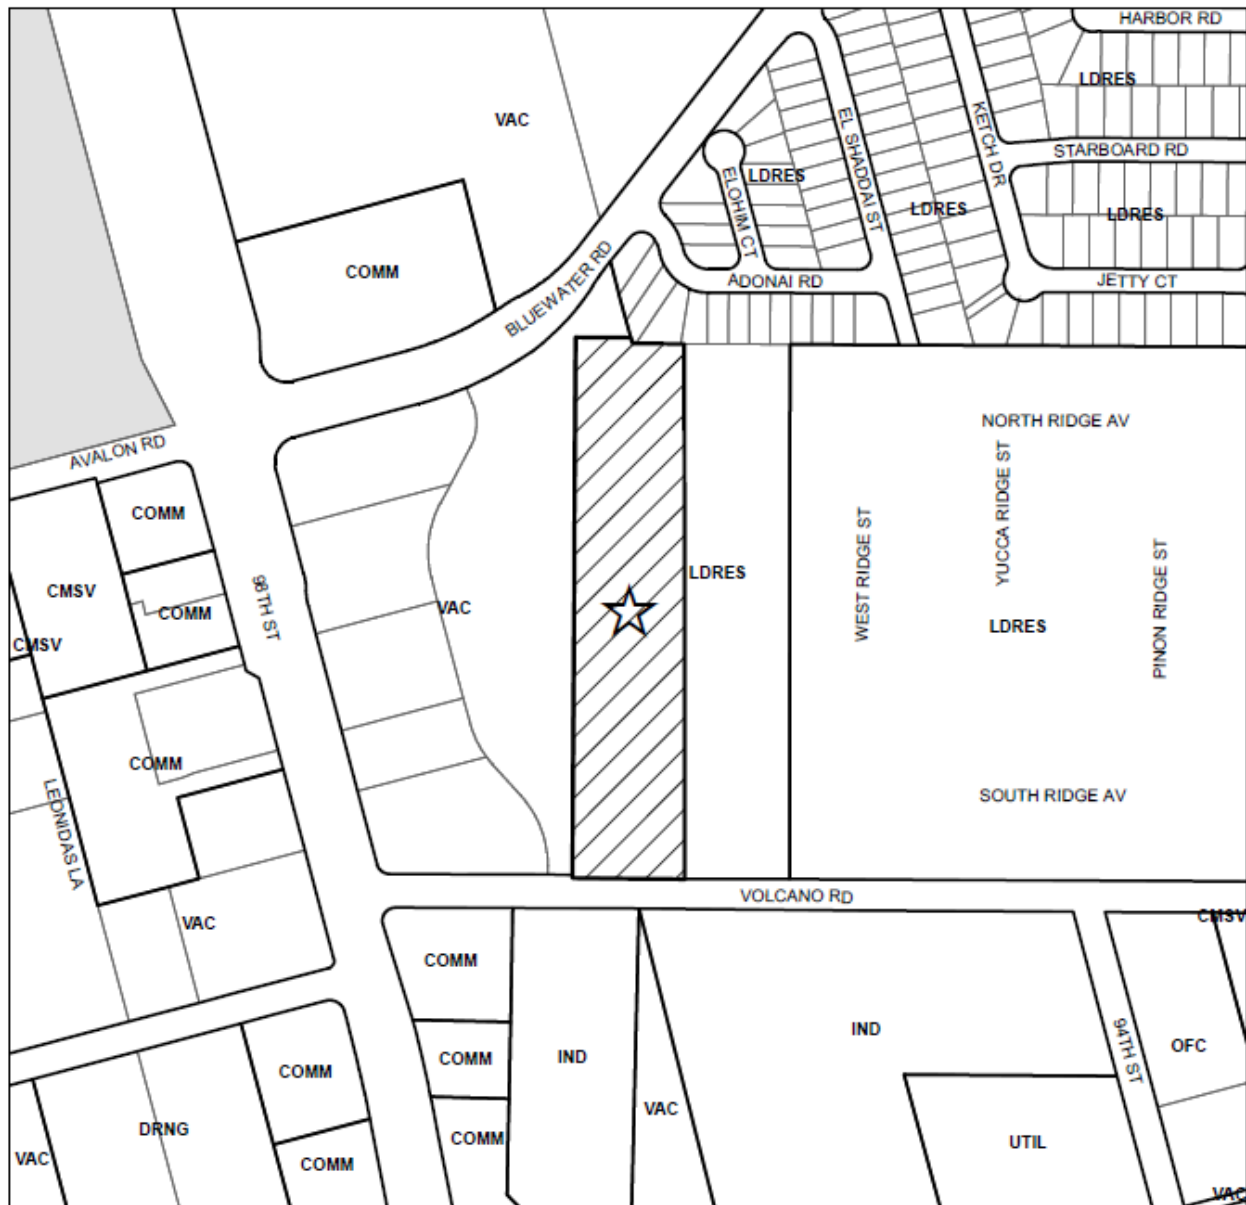 HARBOR RD
LDRES
VAC
EL SHADDAI ST
KETCH DR
STARBOARD RD
LDRES
ELOHIM CT
LDRES
LDRES
COMM
BLUEWATER RD
ADONAI RD
JETTY CT
NORTH RIDGE AV
AVALON RD
COMM
YUCCA RIDGE ST
WEST RIDGE ST
PINON RIDGE ST
LDRES
CMSV
98TH ST
VAC
COMM
LDRES
CMSV
COMM
LEONIDAS LA
SOUTH RIDGE AV
VOLCANO RD
VAC
CMSV
COMM
IND
94TH ST
OFC
COMM
IND
COMM
VAC
DRNG
COMM
UTIL
VAC
COMM
VAC